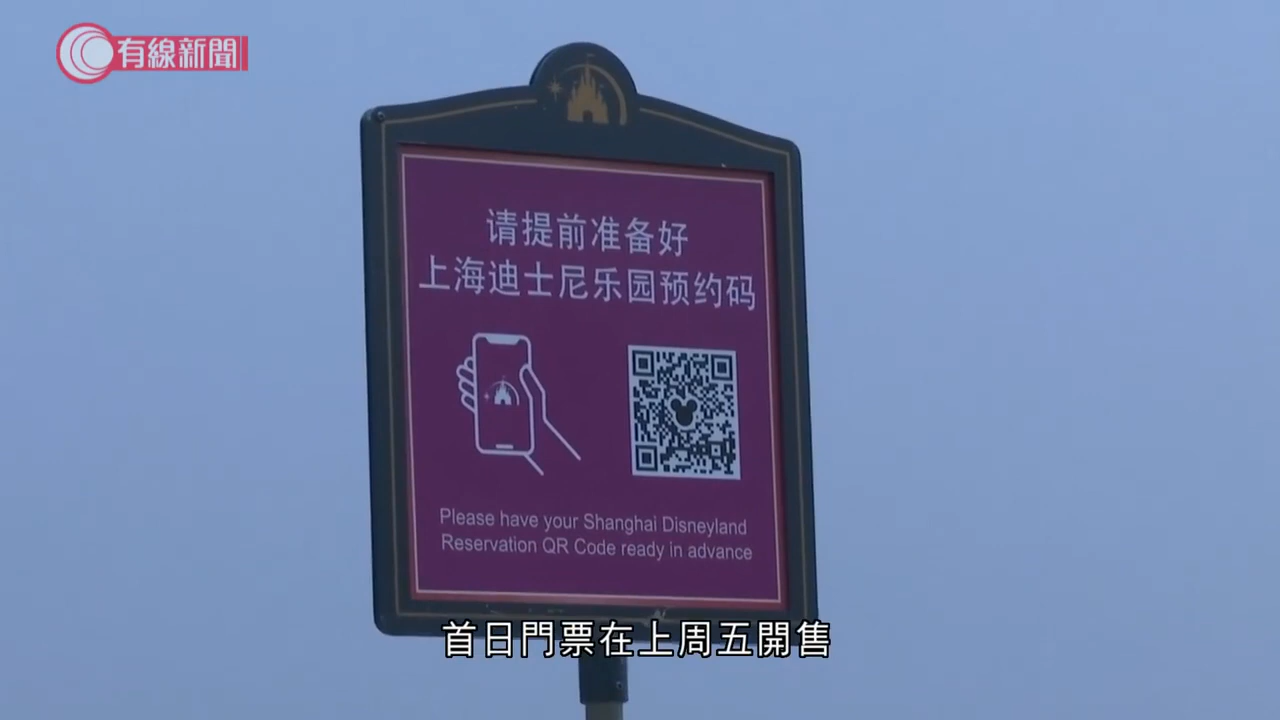 有線新聞
请提前准备好
上海迪士尼乐园预约码
Please have your Shanghai Disneyland
Reservation QR Code ready in advance
首日門票在上周五開售